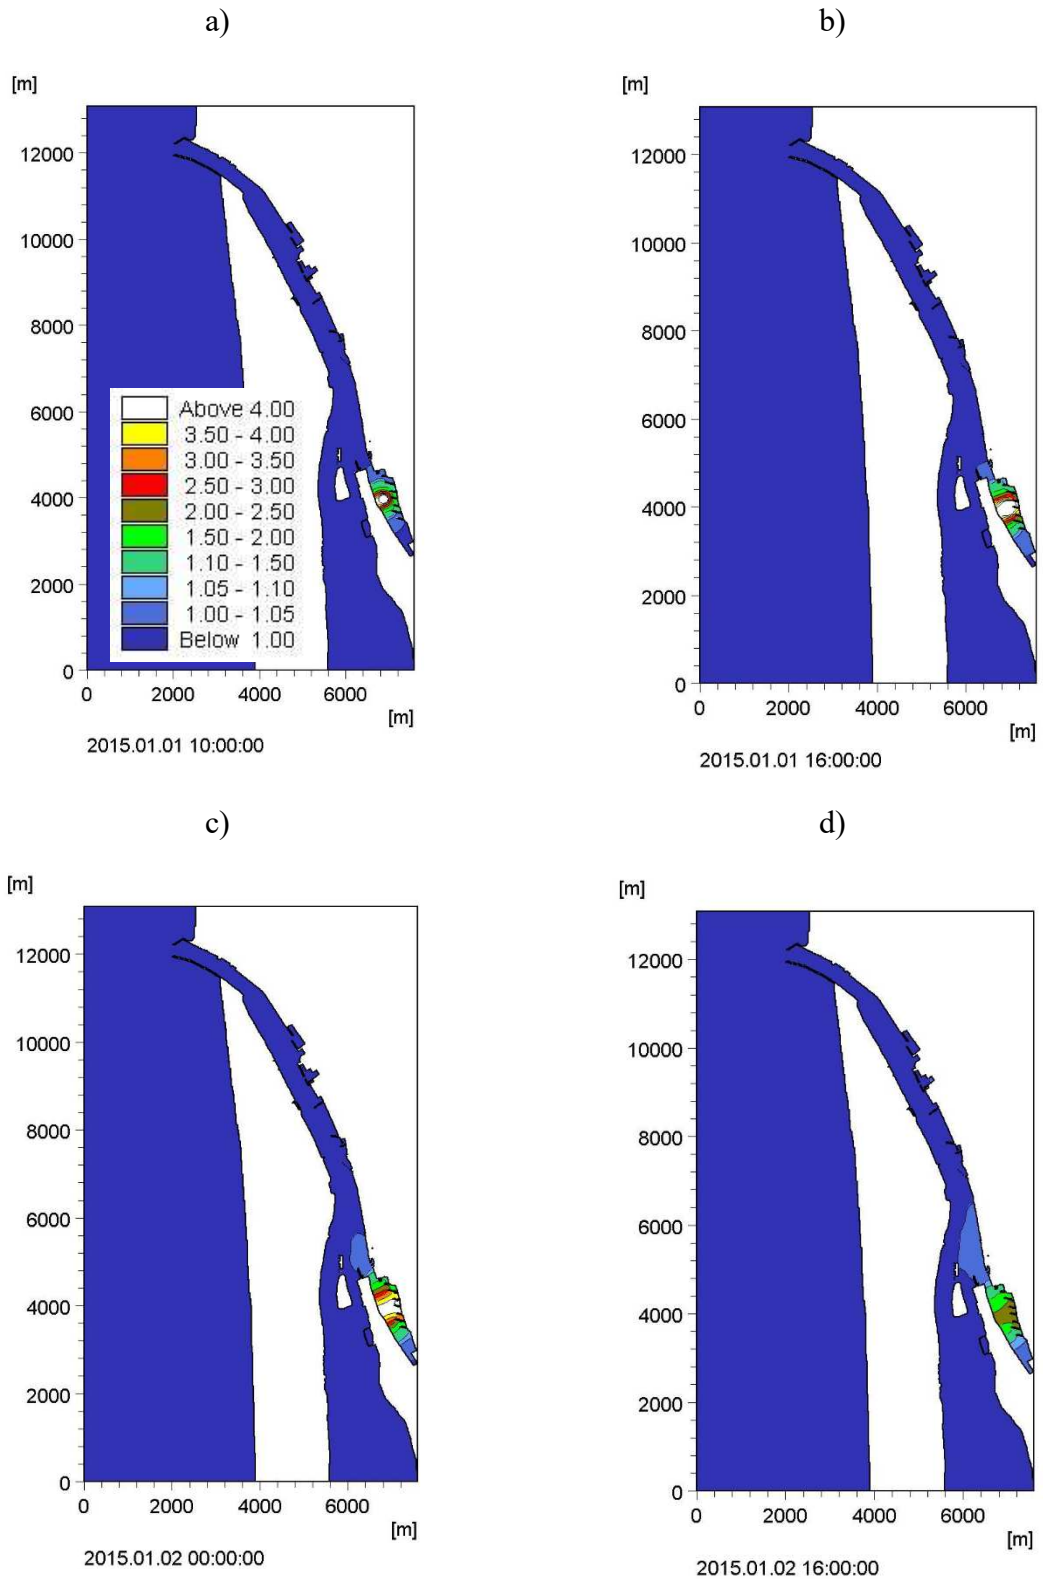 a)
b)
[m]
12000
10000
8000
6000
4000
2000
0
0 2000 4000 6000
[m]
Above 4.00
3.50 - 4.00
3.00 - 3.50
2.50 - 3.00
2.00 - 2.50
1.50 - 2.00
1.10 - 1.50
1.05 - 1.10
1.00 - 1.05
Below 1.00
2015.01.01 10:00:00
[m]
12000
10000
8000
6000
4000
2000
0
0 2000 4000 6000
[m]
2015.01.01 16:00:00
c)
d)
[m]
12000
10000
8000
6000
4000
2000
0
0 2000 4000 6000
[m]
2015.01.02 00:00:00
[m]
12000
10000
8000
6000
4000
2000
0
0 2000 4000 6000
[m]
2015.01.02 16:00:00